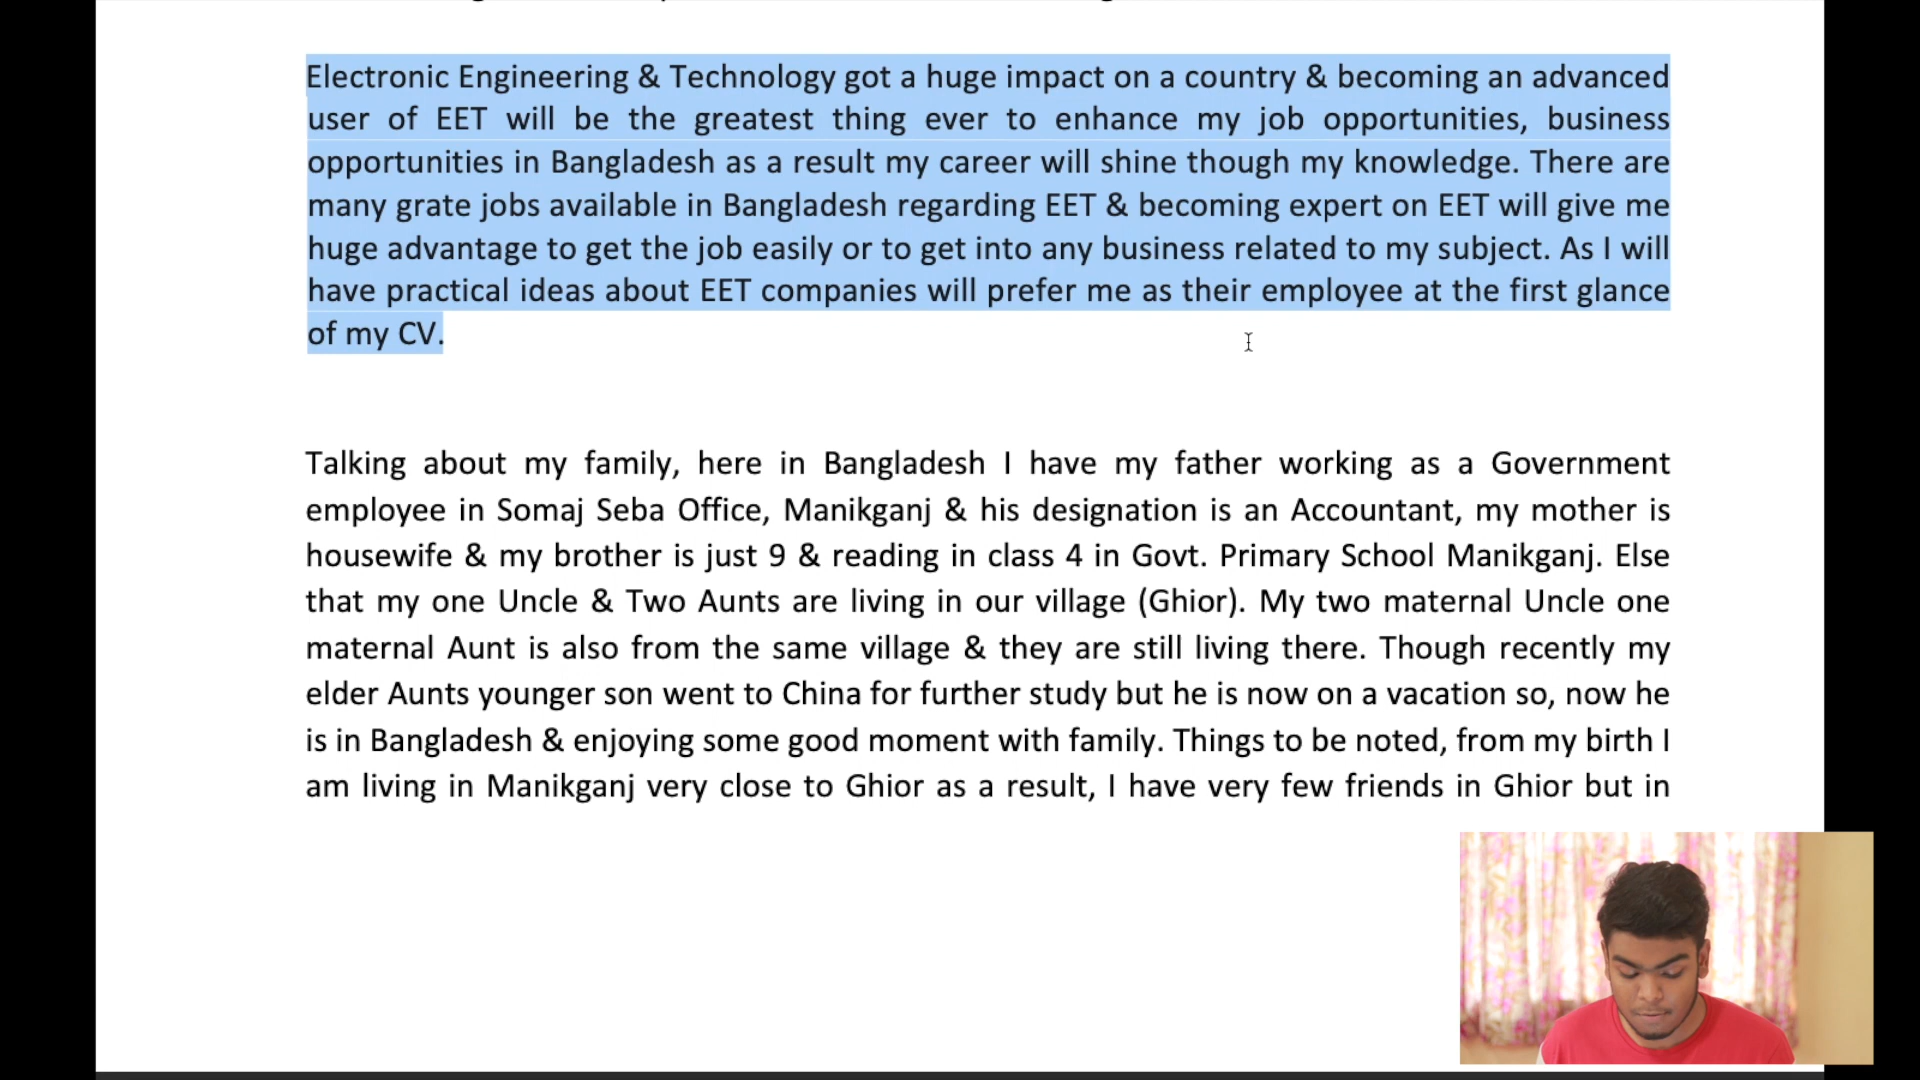 Electronic Engineering & Technology got a huge impact on a country & becoming an advanced
user of EET will be the greatest thing ever to enhance my job opportunities, business
opportunities in Bangladesh as a result my career will shine though my knowledge. There are
many grate jobs available in Bangladesh regarding EET & becoming expert on EET will give me
huge advantage to get the job easily or to get into any business related to my subject. As I will
have practical ideas about EET companies will prefer me as their employee at the first glance
of my CV.
Talking about my family, here in Bangladesh I have my father working as a Government
employee in Somaj Seba Office, Manikganj & his designation is an Accountant, my mother is
housewife & my brother is just 9 & reading in class 4 in Govt. Primary School Manikganj. Else
that my one Uncle & Two Aunts are living in our village (Ghior). My two maternal Uncle one
maternal Aunt is also from the same village & they are still living there. Though recently my
elder Aunts younger son went to China for further study but he is now on a vacation so, now he
is in Bangladesh & enjoying some good moment with family. Things to be noted, from my birth I
am living in Manikganj very close to Ghior as a result, I have very few friends in Ghior but in